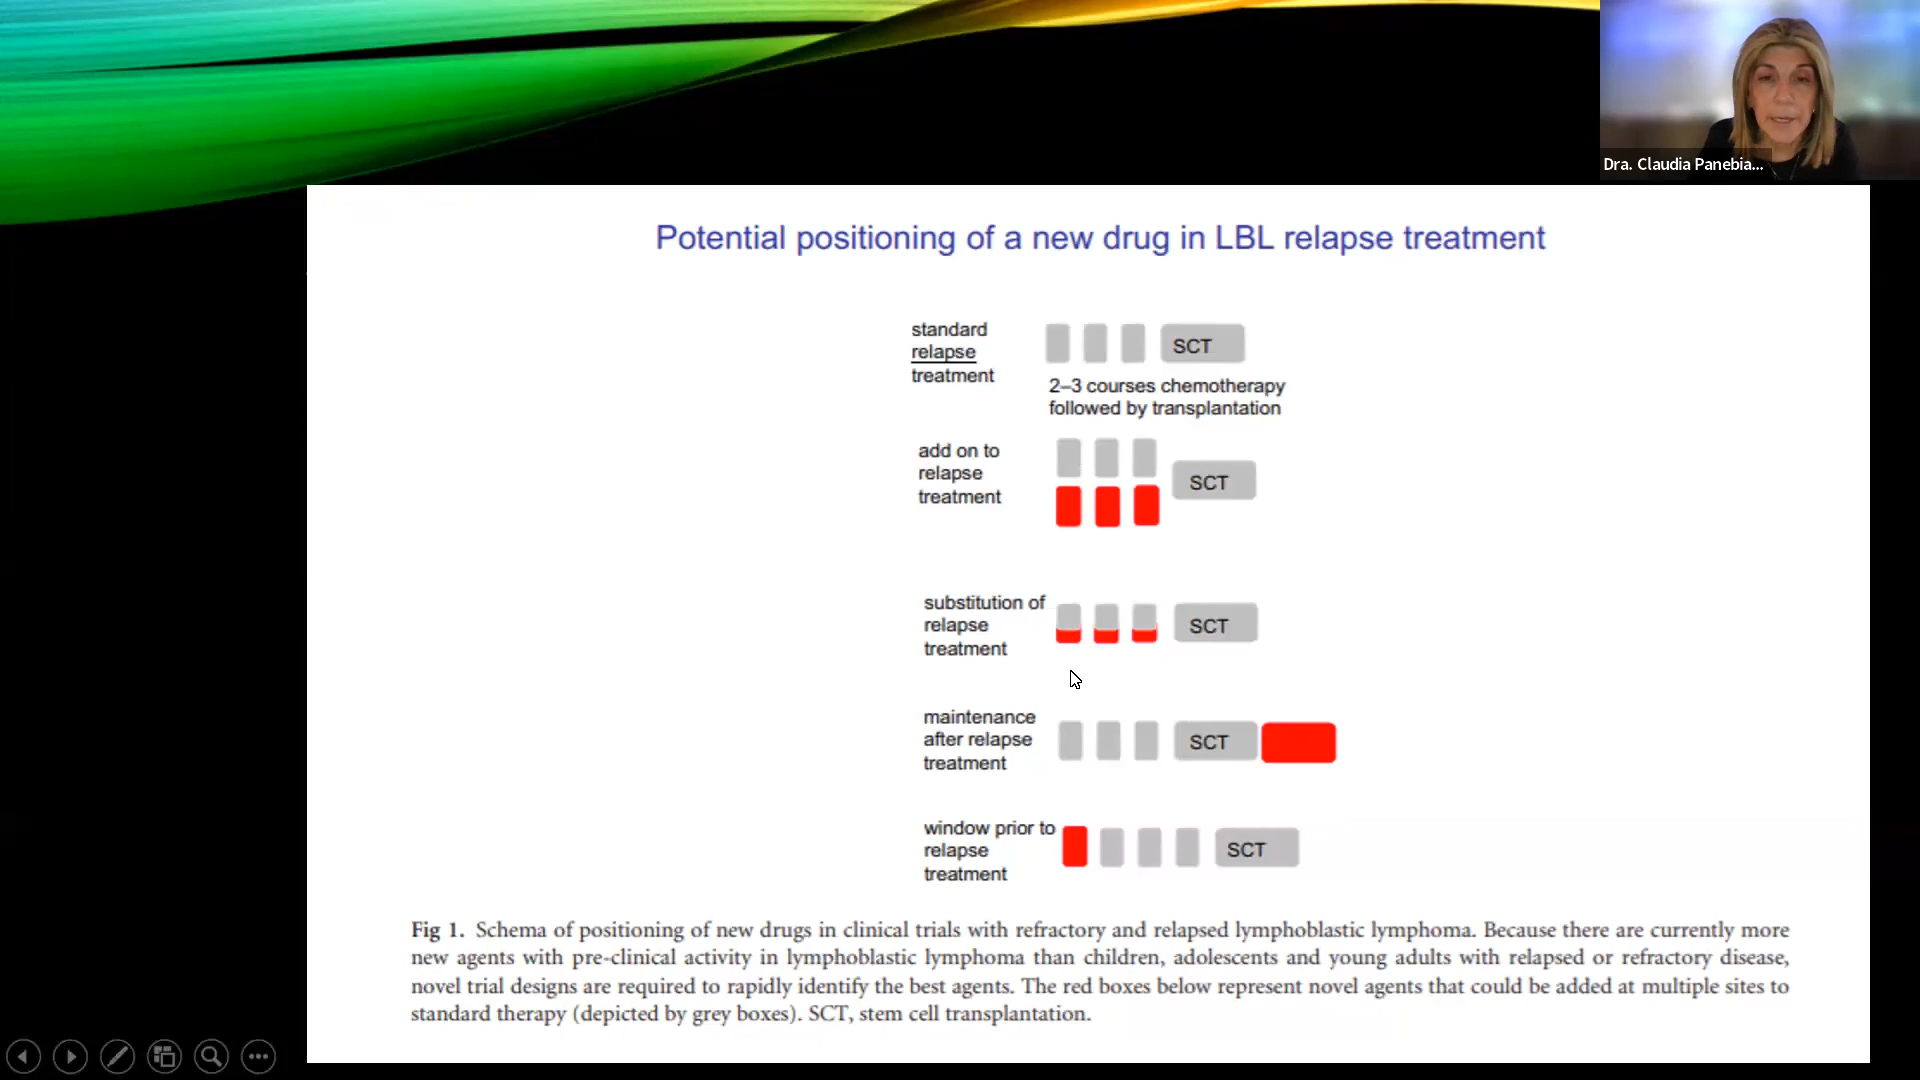 Dra. Claudia Panebia...
Potential positioning of a new drug in LBL relapse treatment
standard
relapse
treatment
SCT
2–3 courses chemotherapy
followed by transplantation
add on to
relapse
treatment
SCT
substitution of
relapse
treatment
SCT
maintenance
after relapse
treatment
SCT
window prior to
relapse
treatment
SCT
Fig 1. Schema of positioning of new drugs in clinical trials with refractory and relapsed lymphoblastic lymphoma. Because there are currently more
new agents with pre-clinical activity in lymphoblastic lymphoma than children, adolescents and young adults with relapsed or refractory disease,
novel trial designs are required to rapidly identify the best agents. The red boxes below represent novel agents that could be added at multiple sites to
standard therapy (depicted by grey boxes). SCT, stem cell transplantation.